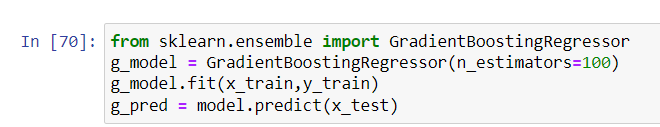 In [70]: from sklearn.ensemble import GradientBoostingRegressor
g_model = GradientBoostingRegressor(n_estimators=100)
g_model.fit(x_train,y_train)
g_pred = model.predict(x_test)